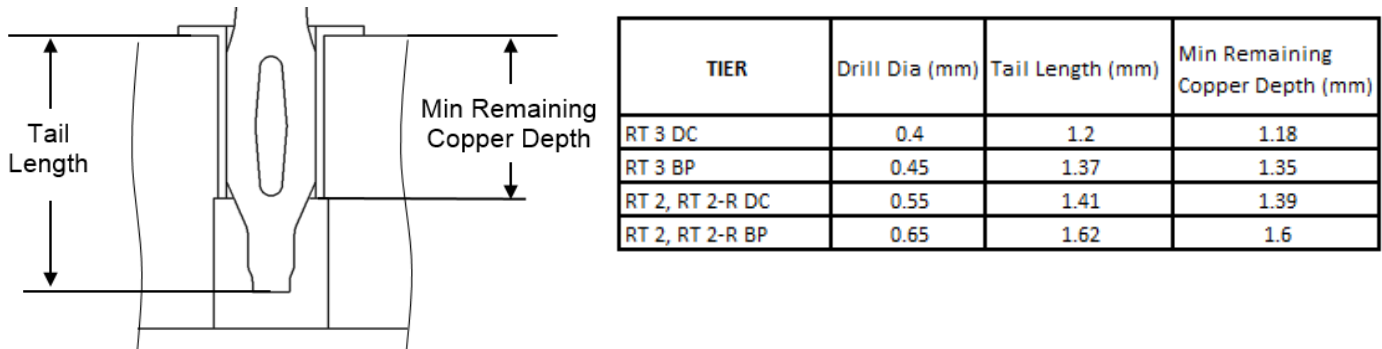 Tail
Length
Min Remaining
Copper Depth
TIER Drill Dia (mm) Tail Length (mm) Min Remaining
Copper Depth (mm)
RT 3 DC 0.4 1.2 1.18
RT 3 BP 0.45 1.37 1.35
RT 2, RT 2-R DC 0.55 1.41 1.39
RT 2, RT 2-R BP 0.65 1.62 1.6